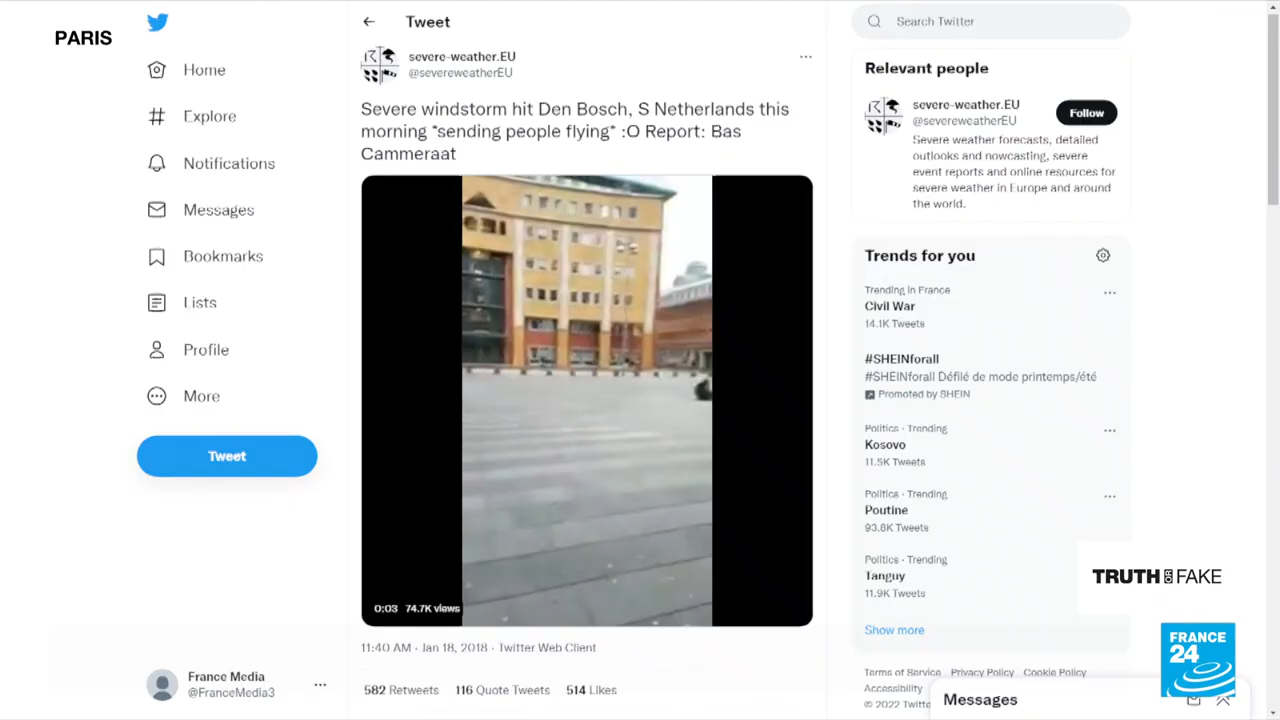 PARIS
Home
Explore
Notifications
Messages
Bookmarks
Lists
Profile
More
Tweet
France Media
@FranceMedia3
Tweet
severe-weather.EU
@severeweatherEU
Severe windstorm hit Den Bosch, S Netherlands this
morning *sending people flying* :O Report: Bas
Cammeraat
0:03 74.7K views
11:40 AM · Jan 18, 2018 · Twitter Web Client
582 Retweets 116 Quote Tweets 514 Likes
Search Twitter
Relevant people
severe-weather.EU
@severeweatherEU
Follow
Severe weather forecasts, detailed
outlooks and nowcasting, severe
event reports and online resources for
severe weather in Europe and around
the world.
Trends for you
Trending in France
Civil War
14.1K Tweets
#SHEINforall
#SHEINforall Défilé de mode printemps/été
Promoted by SHEIN
Politics · Trending
Kosovo
11.5K Tweets
Politics · Trending
Poutine
93.8K Tweets
Politics · Trending
Tanguy
11.9K Tweets
Show more
Terms of Service Privacy Policy Cookie Policy
Accessibility
© 2022 Twitte
Messages
TRUTH OR FAKE
FRANCE
24